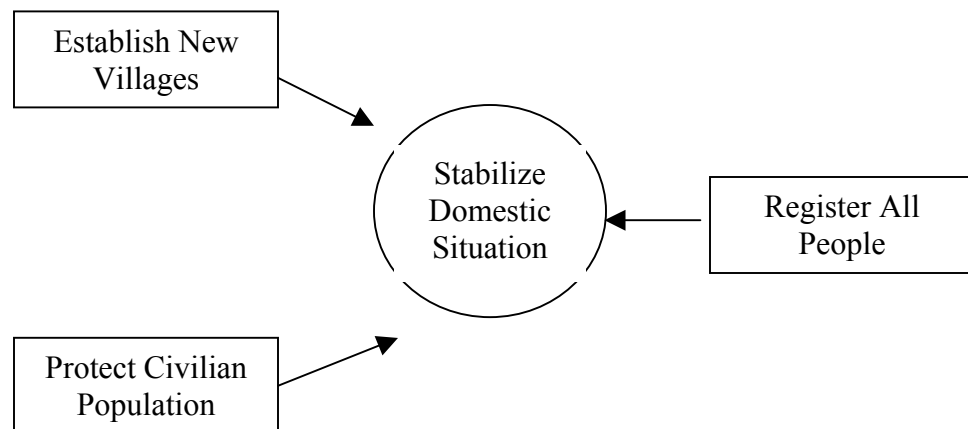 Establish New
Villages
Stabilize
Domestic
Situation
Register All
People
Protect Civilian
Population